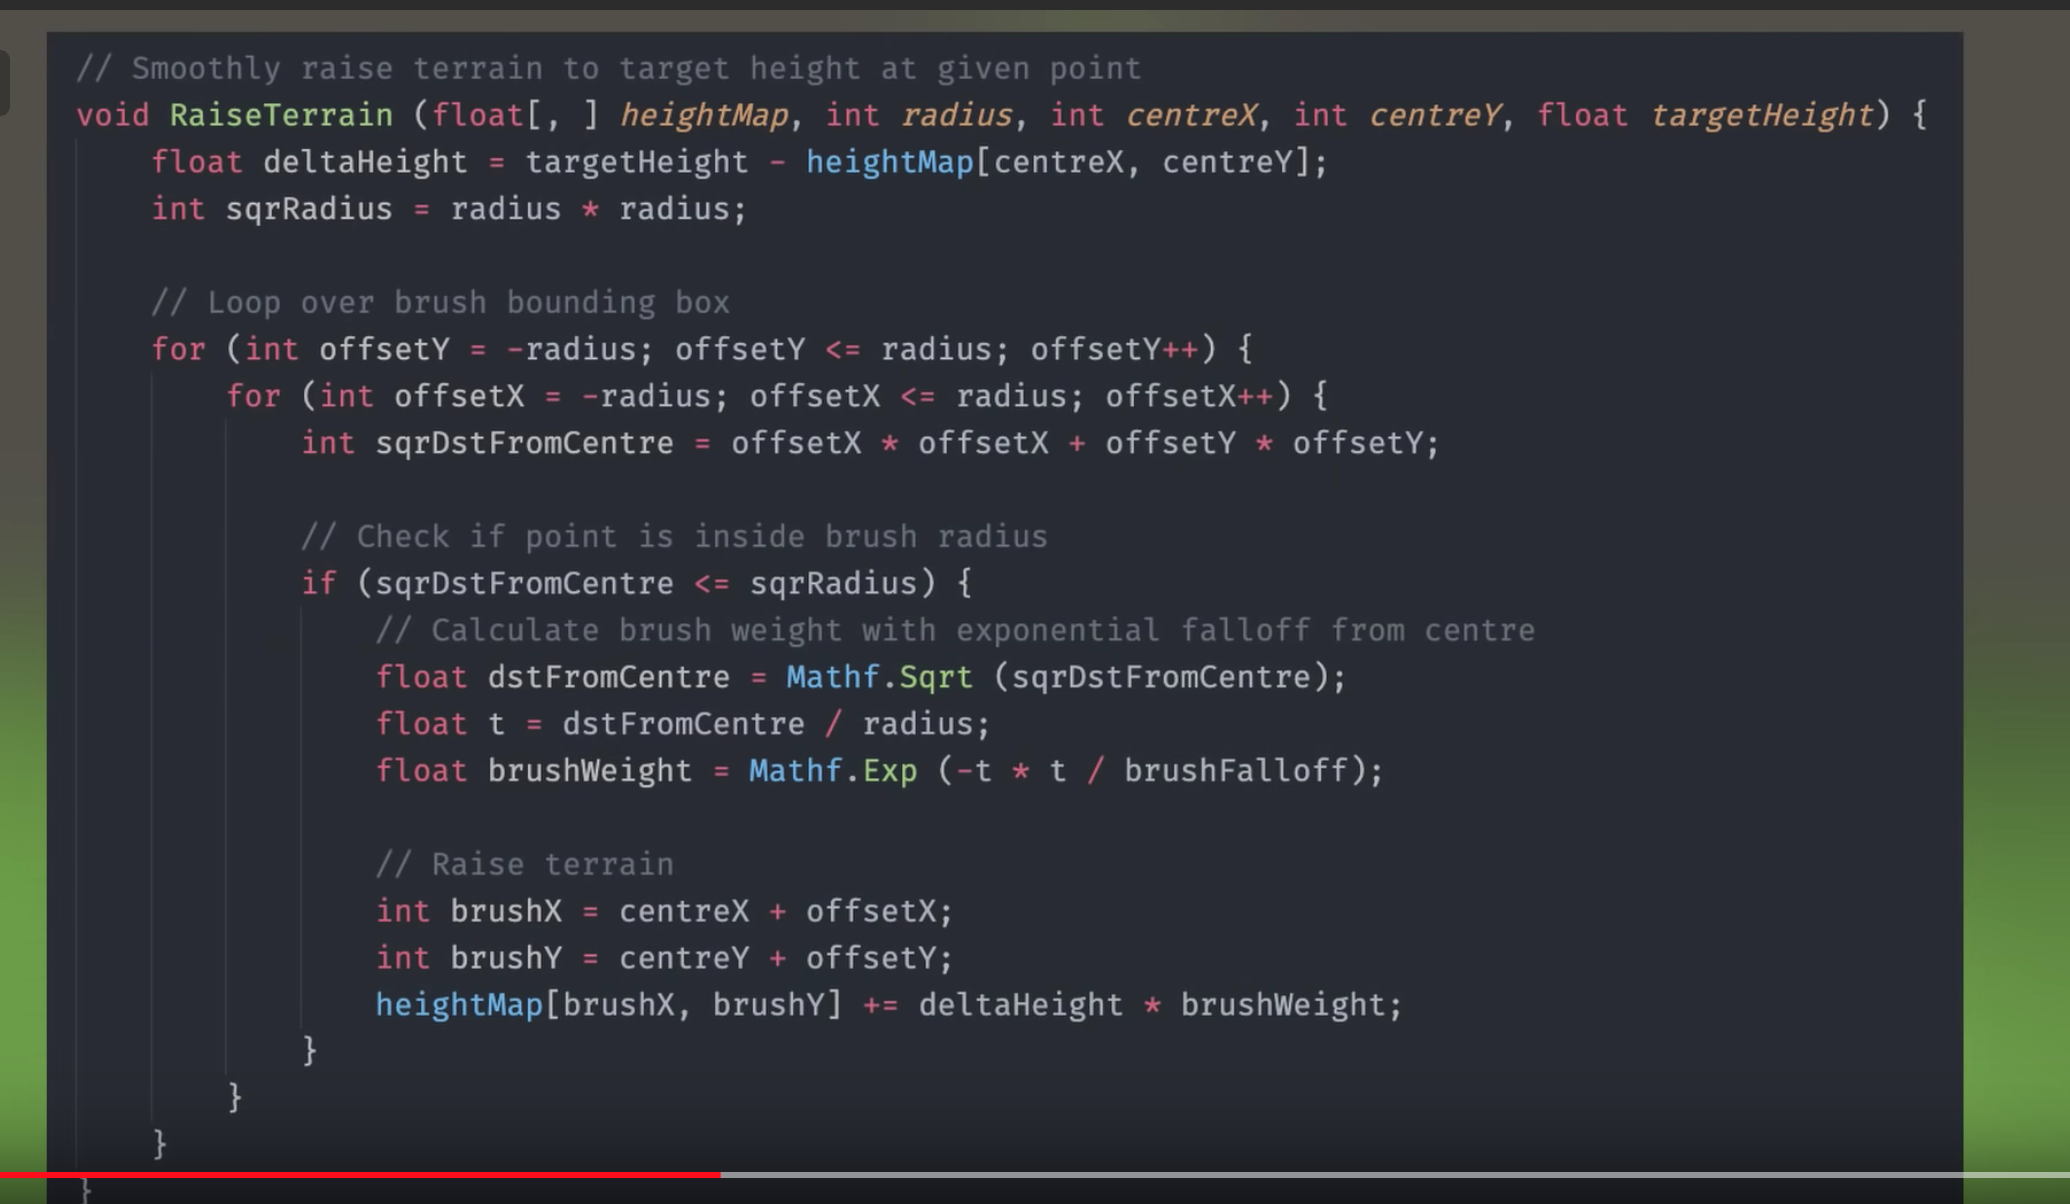 // Smoothly raise terrain to target height at given point
void RaiseTerrain (float[, ] heightMap, int radius, int centreX, int centreY, float targetHeight) {
    float deltaHeight = targetHeight - heightMap[centreX, centreY];
    int sqrRadius = radius * radius;

    // Loop over brush bounding box
    for (int offsetY = -radius; offsetY <= radius; offsetY++) {
        for (int offsetX = -radius; offsetX <= radius; offsetX++) {
            int sqrDstFromCentre = offsetX * offsetX + offsetY * offsetY;

            // Check if point is inside brush radius
            if (sqrDstFromCentre <= sqrRadius) {
                // Calculate brush weight with exponential falloff from centre
                float dstFromCentre = Mathf.Sqrt (sqrDstFromCentre);
                float t = dstFromCentre / radius;
                float brushWeight = Mathf.Exp (-t * t / brushFalloff);

                // Raise terrain
                int brushX = centreX + offsetX;
                int brushY = centreY + offsetY;
                heightMap[brushX, brushY] += deltaHeight * brushWeight;
            }
        }
    }
}